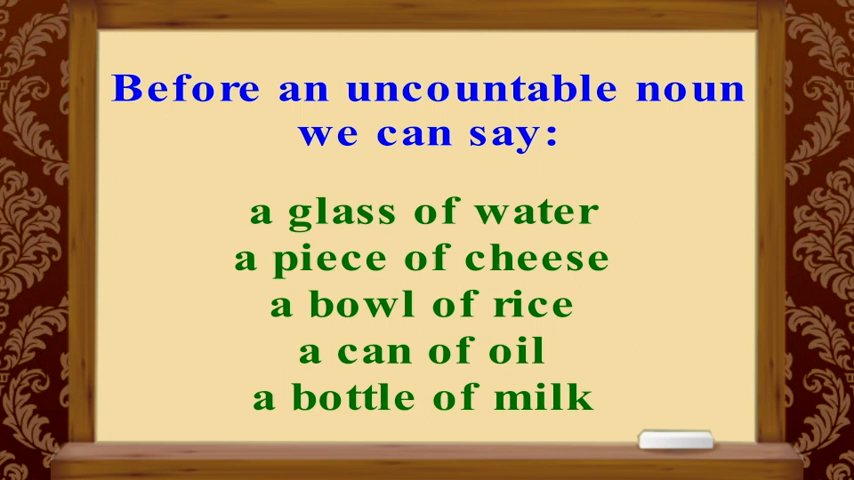 Before an uncountable noun
we can say:
a glass of water
a piece of cheese
a bowl of rice
a can of oil
a bottle of milk